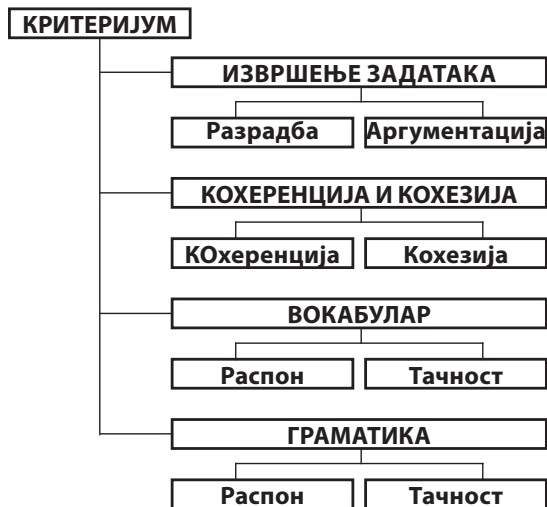 КРИТЕРИЈУМ
ИЗВРШЕЊЕ ЗАДАТАКА
Разрадба Аргументација
КОХЕРЕНЦИЈА И КОХЕЗИЈА
КОхеренција Кохезија
ВОКАБУЛАР
Распон Тачност
ГРАМАТИКА
Распон Тачност